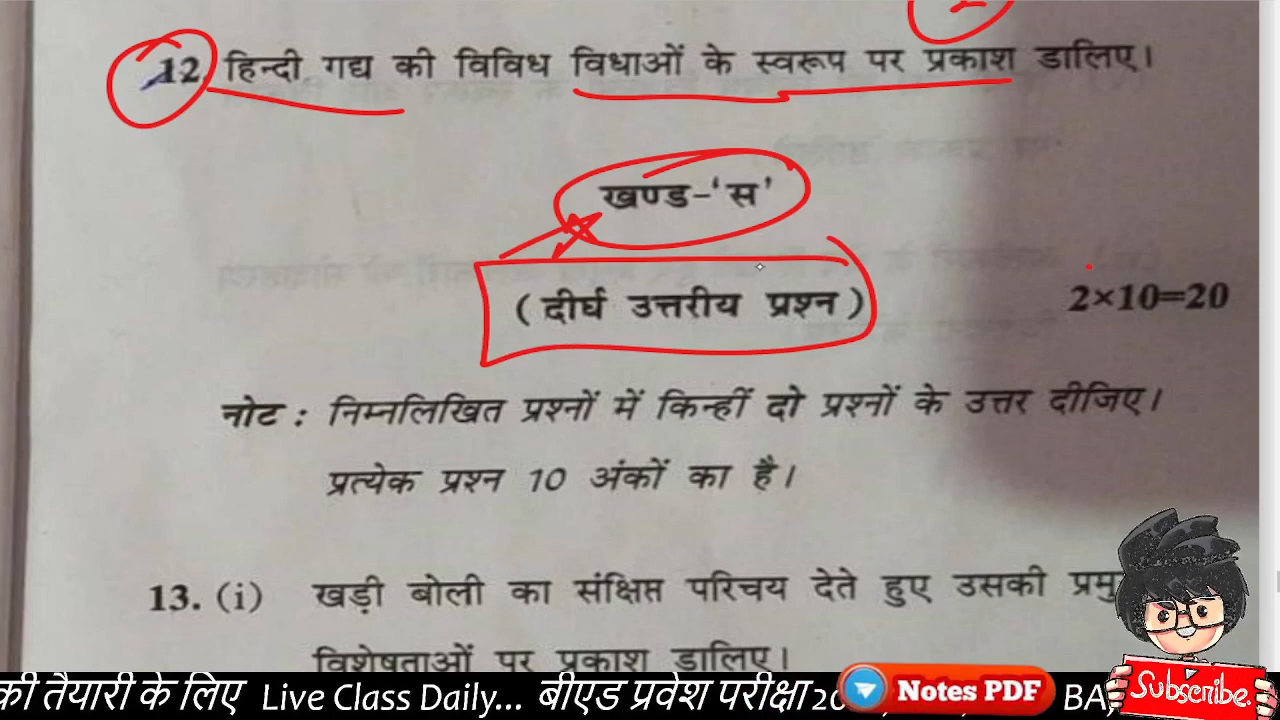 12. हिन्दी गद्य की विविध विधाओं के स्वरूप पर प्रकाश डालिए।
खण्ड-'स'
(दीर्घ उत्तरीय प्रश्न) 2×10=20
नोट : निम्नलिखित प्रश्नों में किन्हीं दो प्रश्नों के उत्तर दीजिए।
प्रत्येक प्रश्न 10 अंकों का है।
13. (i) खड़ी बोली का संक्षिप्त परिचय देते हुए उसकी
विशेषताओं पर प्रकाश डालिए।
की तैयारी के लिए Live Class Daily... बीएड प्रवेश परीक्षा Notes PDF BA Subscribe.